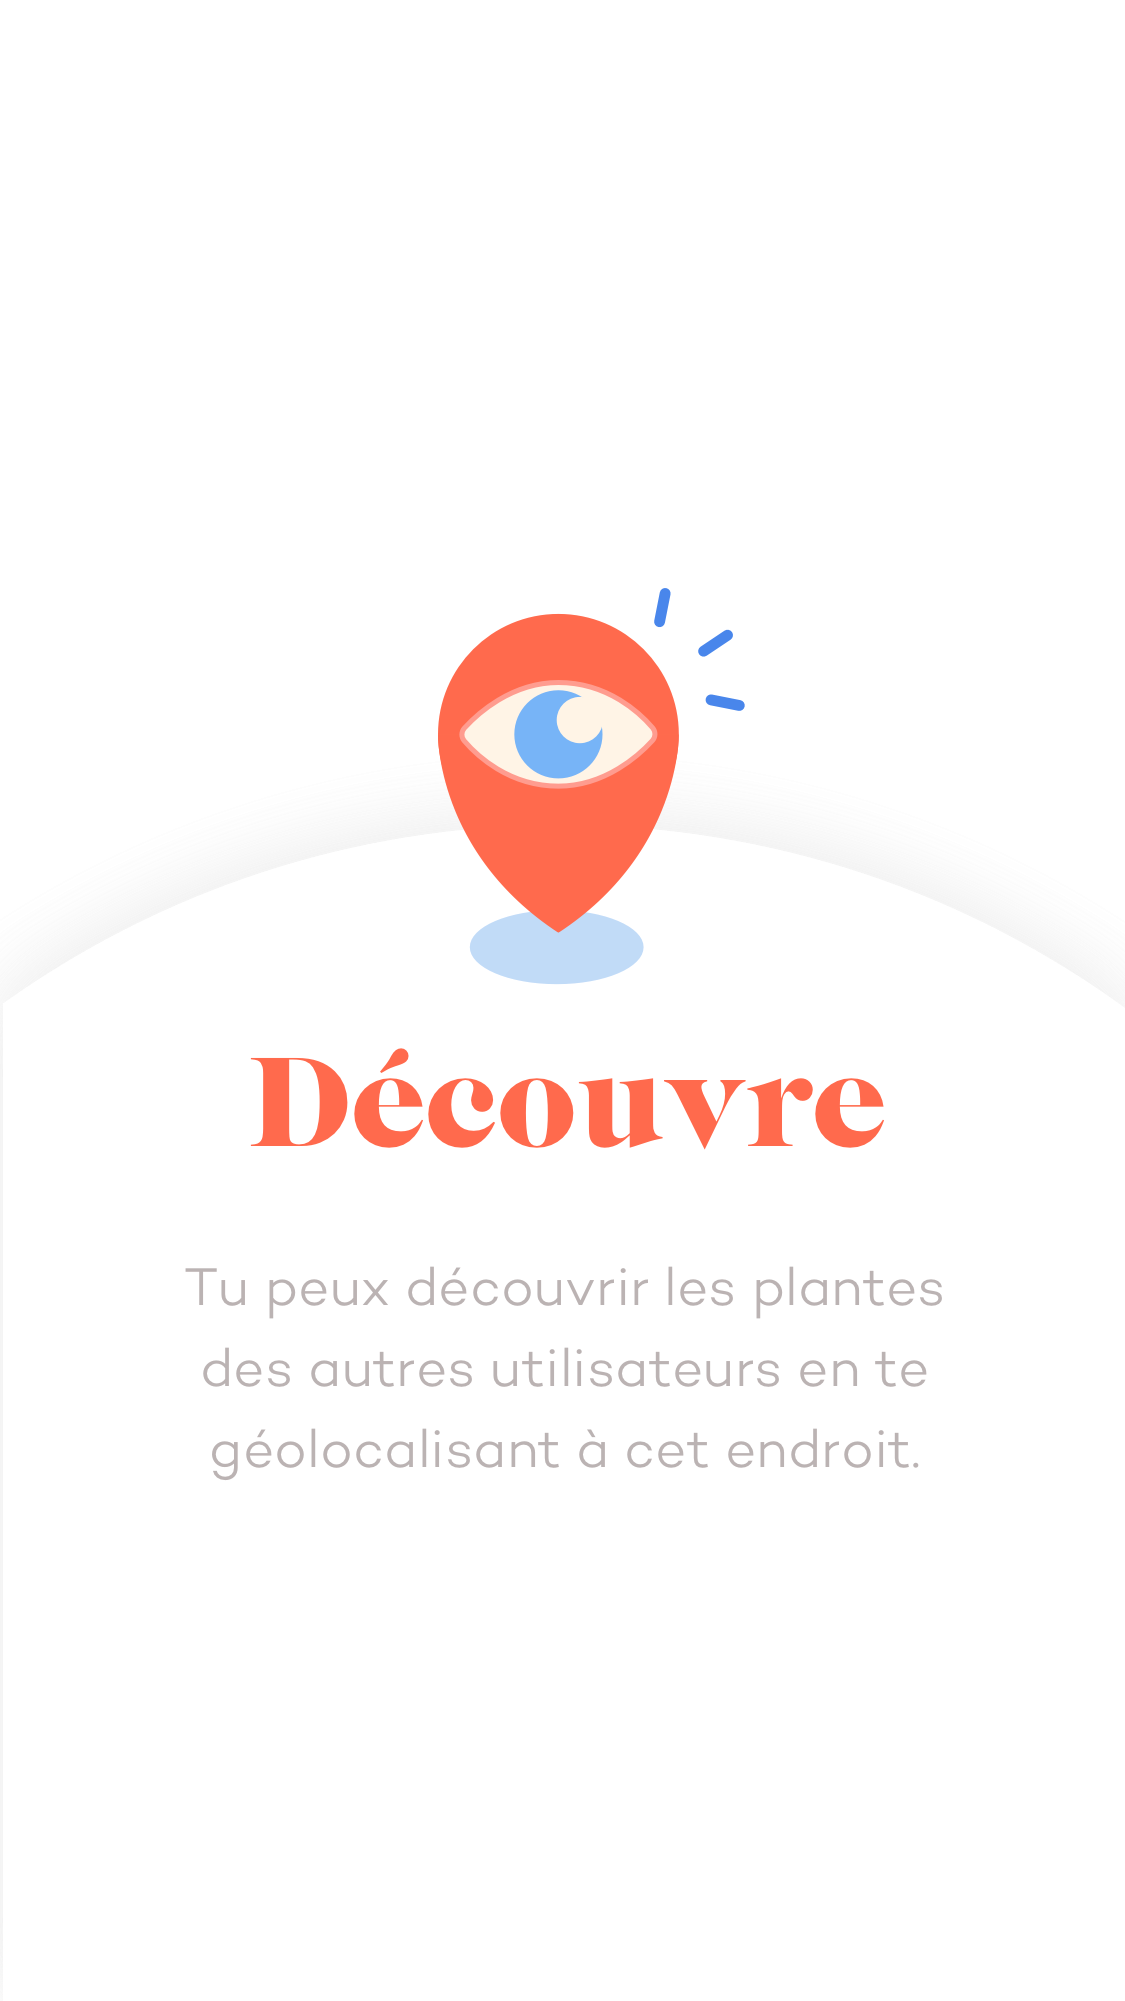 Découvre
Tu peux découvrir les plantes
des autres utilisateurs en te
géolocalisant à cet endroit.